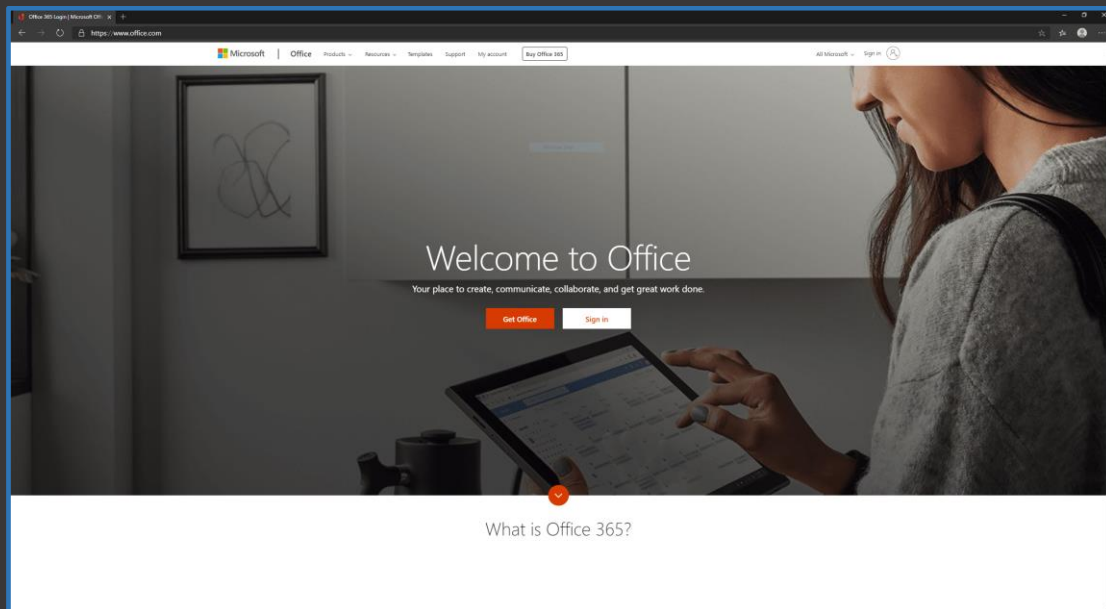 Office 365 Login | Microsoft Offi
https://www.office.com
Microsoft | Office Products Resources Templates Support My account Buy Office 365 All Microsoft Sign in
Welcome to Office
Your place to create, communicate, collaborate, and get great work done.
Get Office Sign in
What is Office 365?